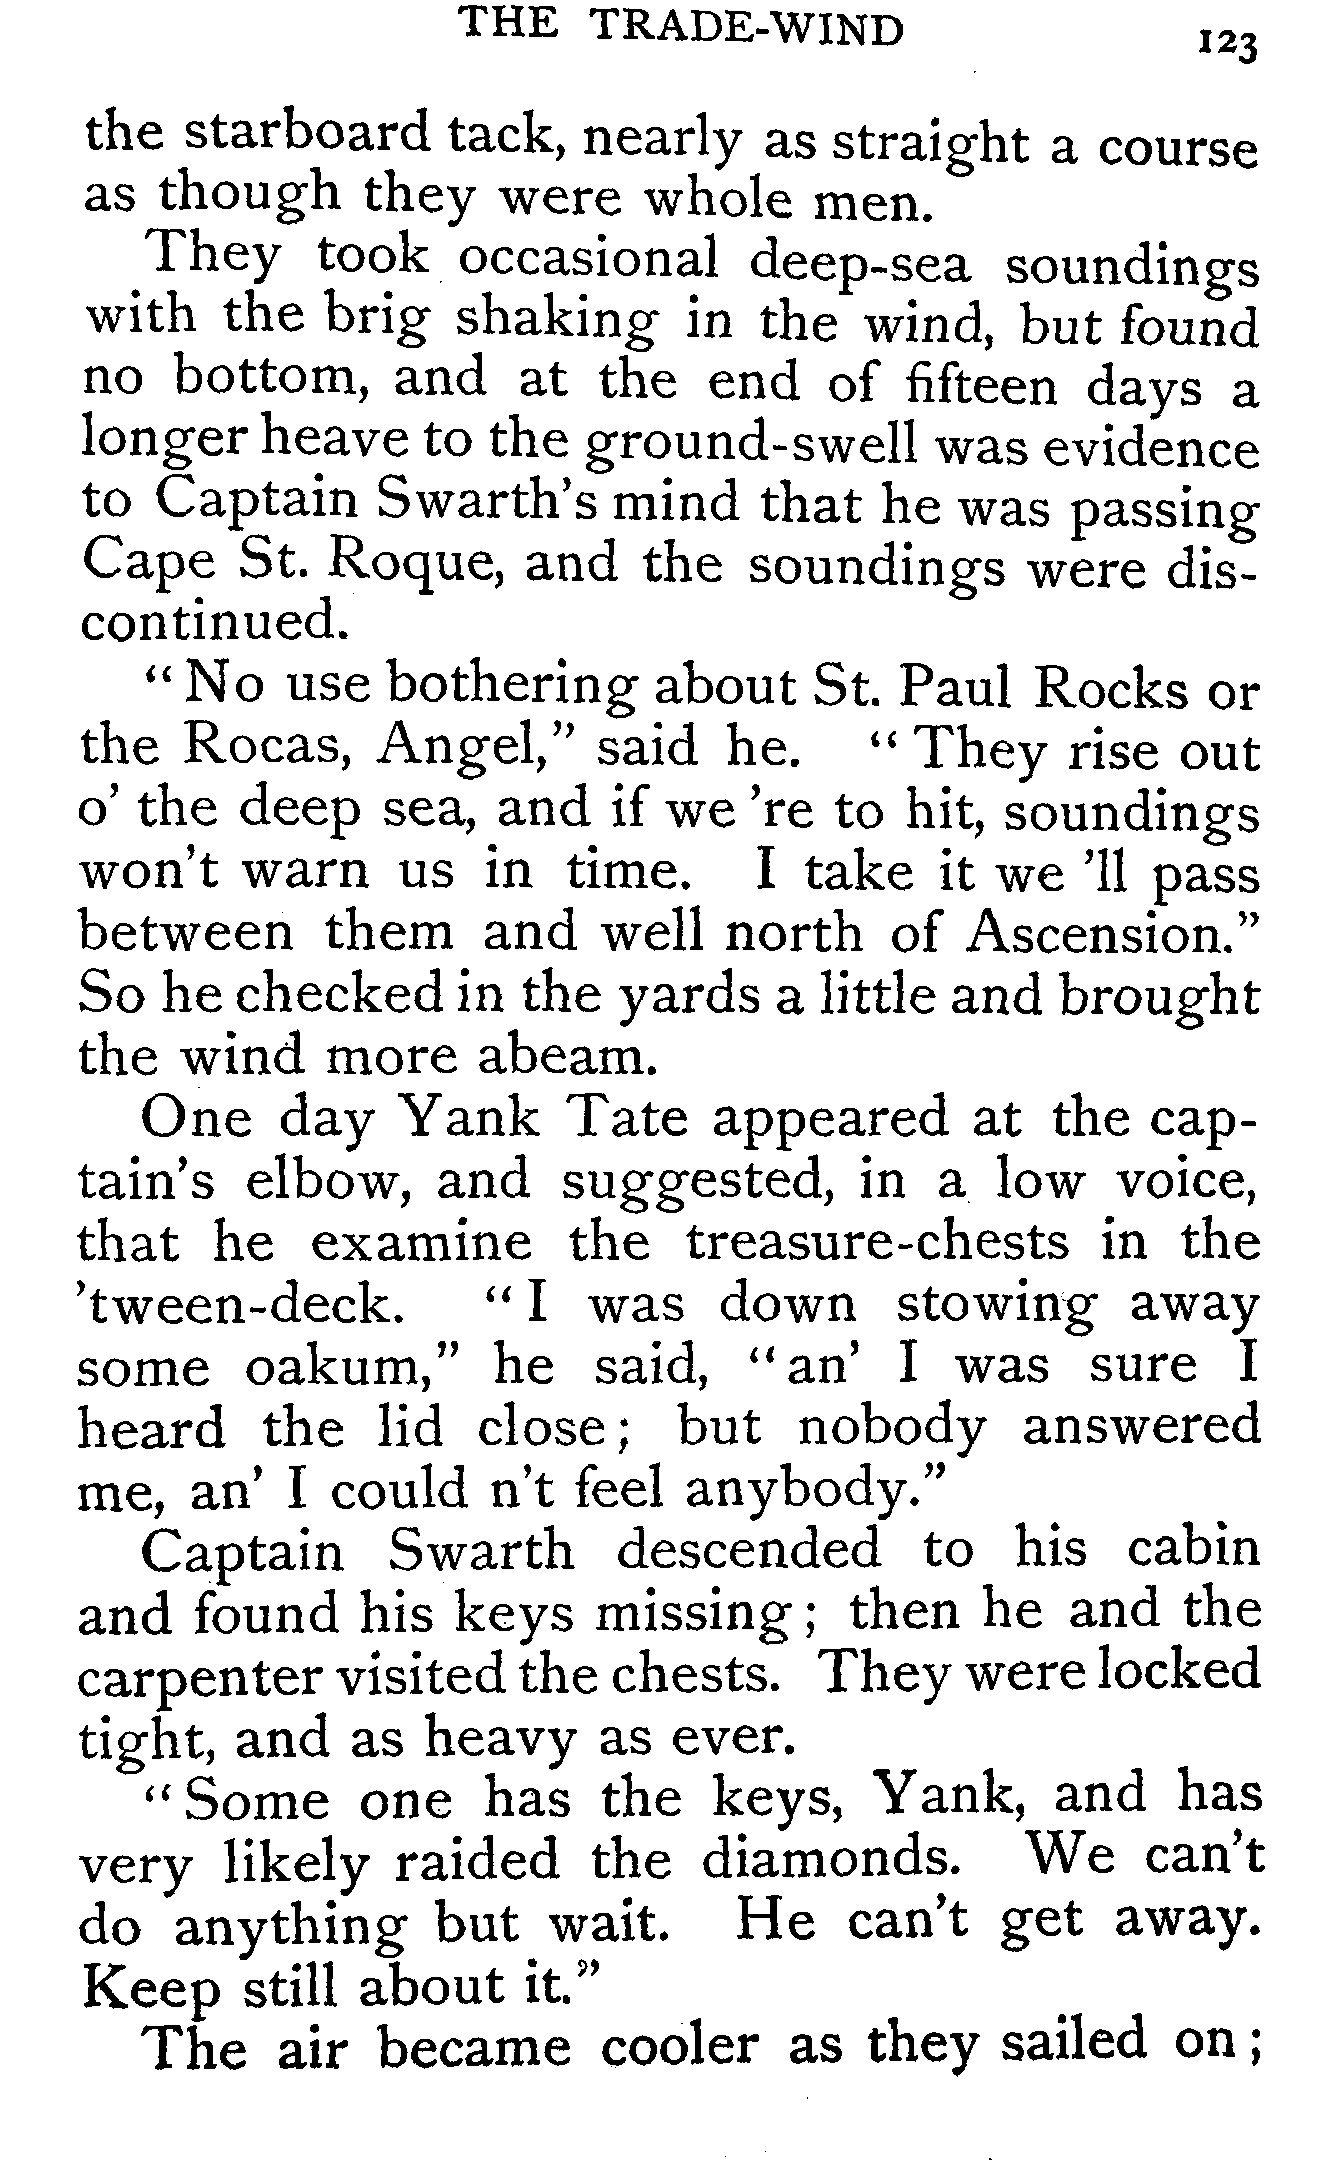 THE TRADE-WIND 123
the starboard tack, nearly as straight a course
as though they were whole men.
They took occasional deep-sea soundings
with the brig shaking in the wind, but found
no bottom, and at the end of fifteen days a
longer heave to the ground-swell was evidence
to Captain Swarth's mind that he was passing
Cape St. Roque, and the soundings were dis-
continued.
“No use bothering about St. Paul Rocks or
the Rocas, Angel,” said he. “They rise out
o' the deep sea, and if we 're to hit, soundings
won't warn us in time. I take it we 'll pass
between them and well north of Ascension.”
So he checked in the yards a little and brought
the wind more abeam.
One day Yank Tate appeared at the cap-
tain's elbow, and suggested, in a low voice,
that he examine the treasure-chests in the
'tween-deck. “I was down stowing away
some oakum,” he said, “an' I was sure I
heard the lid close; but nobody answered
me, an' I could n't feel anybody.”
Captain Swarth descended to his cabin
and found his keys missing; then he and the
carpenter visited the chests. They were locked
tight, and as heavy as ever.
“Some one has the keys, Yank, and has
very likely raided the diamonds. We can't
do anything but wait. He can't get away.
Keep still about it.”
The air became cooler as they sailed on;